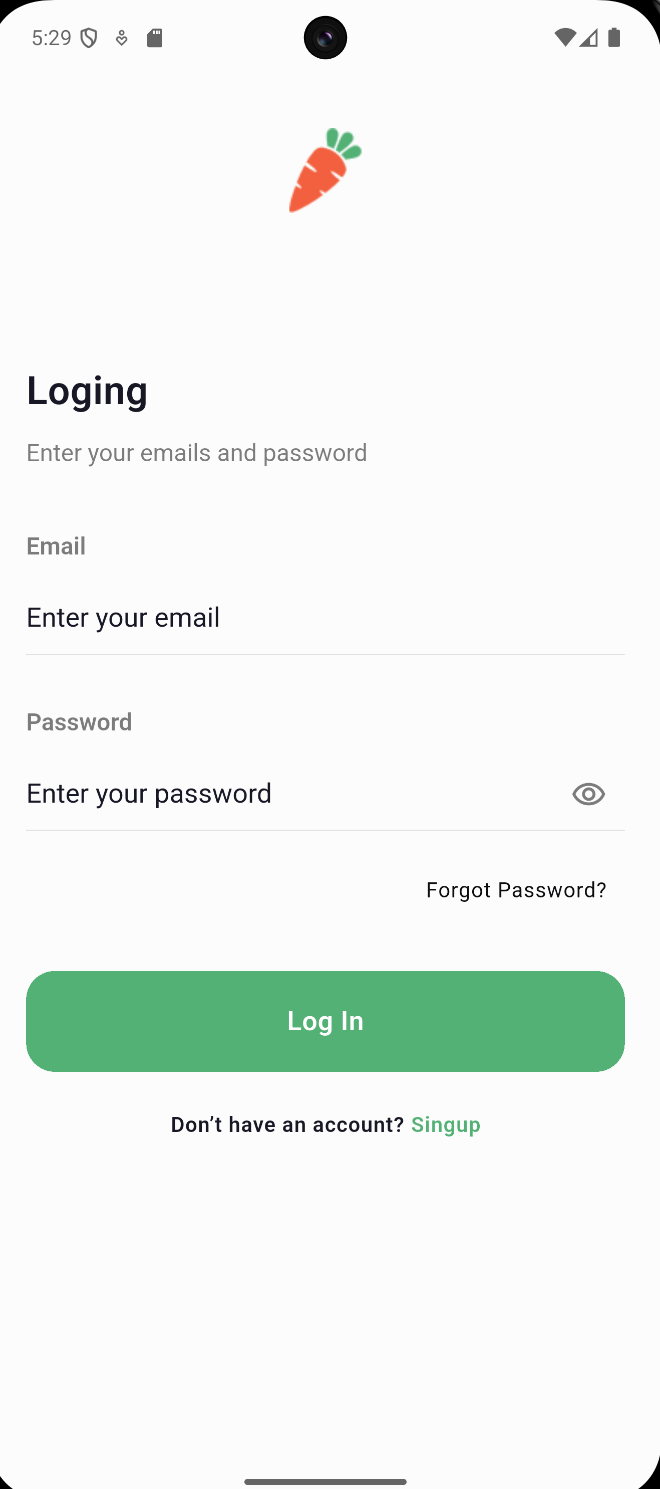 5:29
Loging
Enter your emails and password
Email
Enter your email
Password
Enter your password
Forgot Password?
Log In
Don’t have an account? Singup